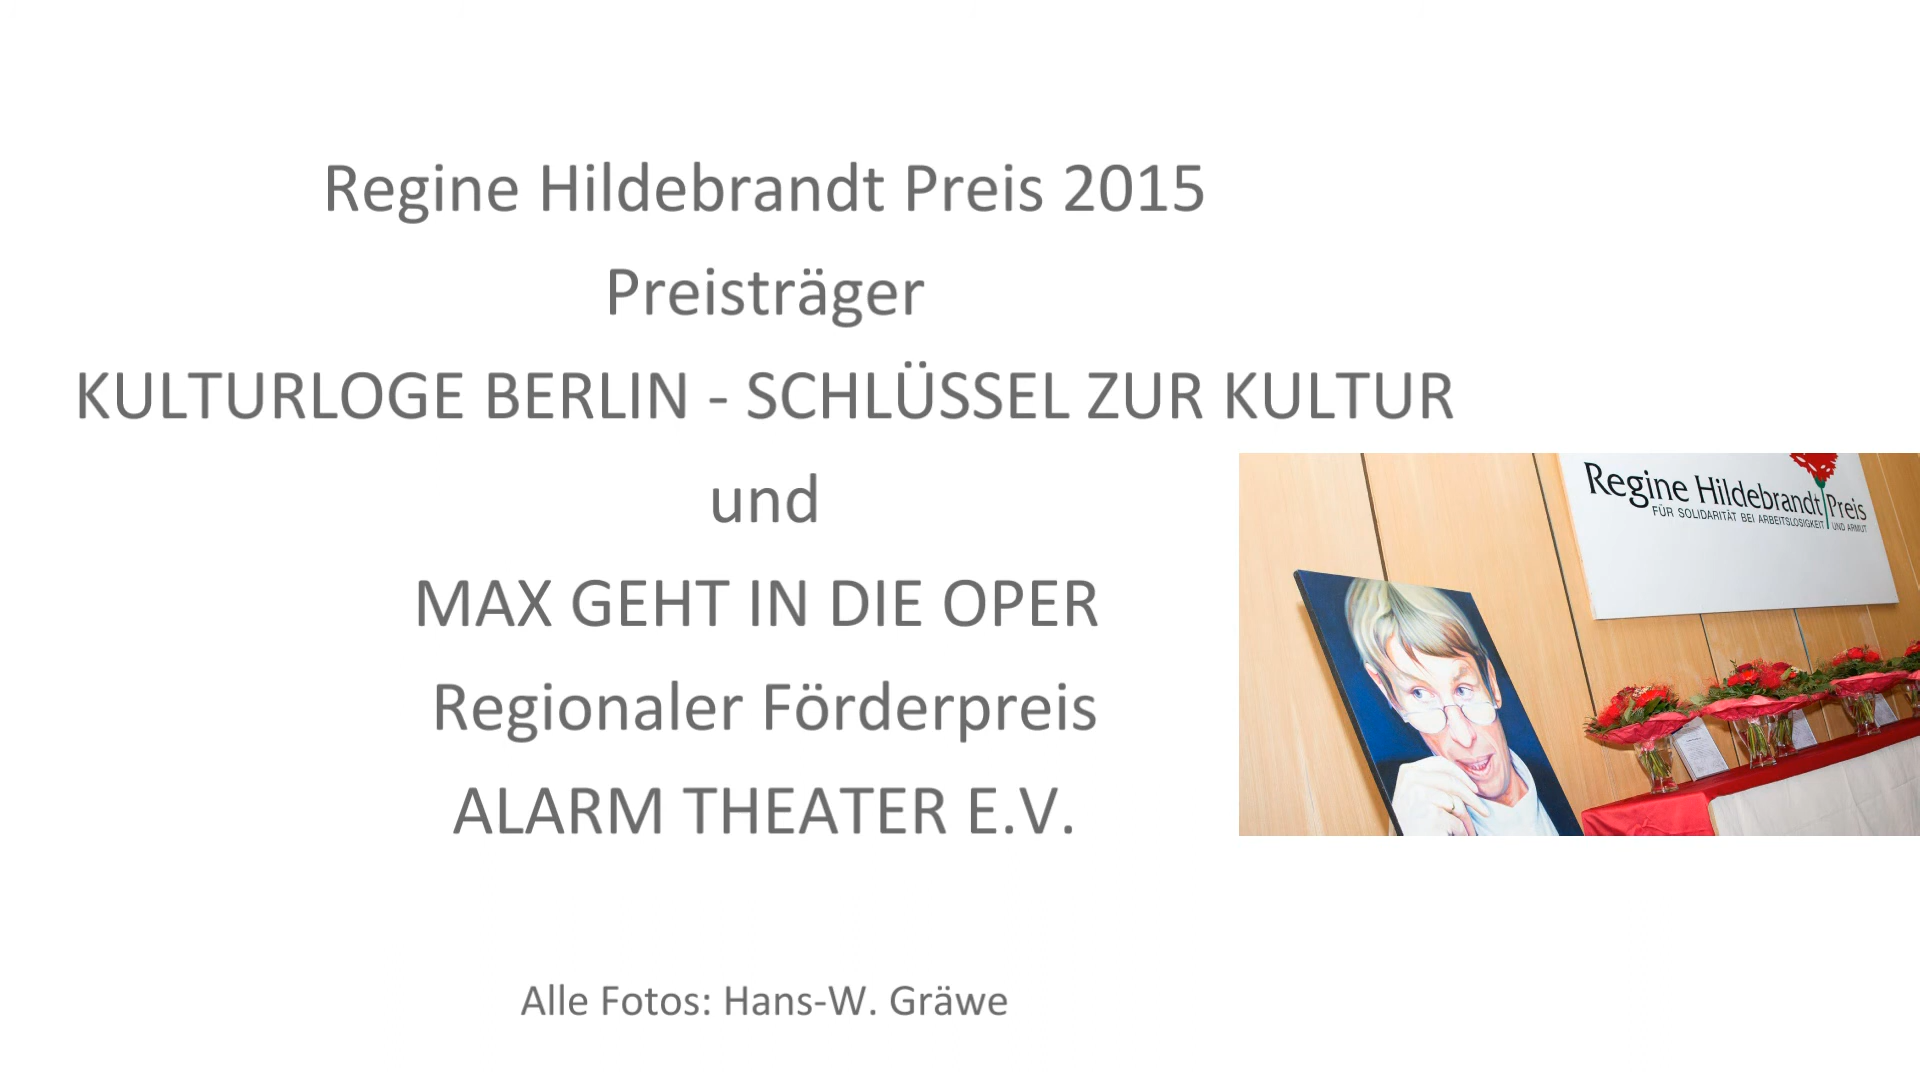 Regine Hildebrandt Preis 2015
Preisträger
KULTURLOGE BERLIN - SCHLÜSSEL ZUR KULTUR
und
MAX GEHT IN DIE OPER
Regionaler Förderpreis
ALARM THEATER E.V.
Alle Fotos: Hans-W. Gräwe
Regine Hildebrandt Preis
FÜR SOLIDARITÄT BEI ARBEITSLOSIGKEIT UND ARMUT